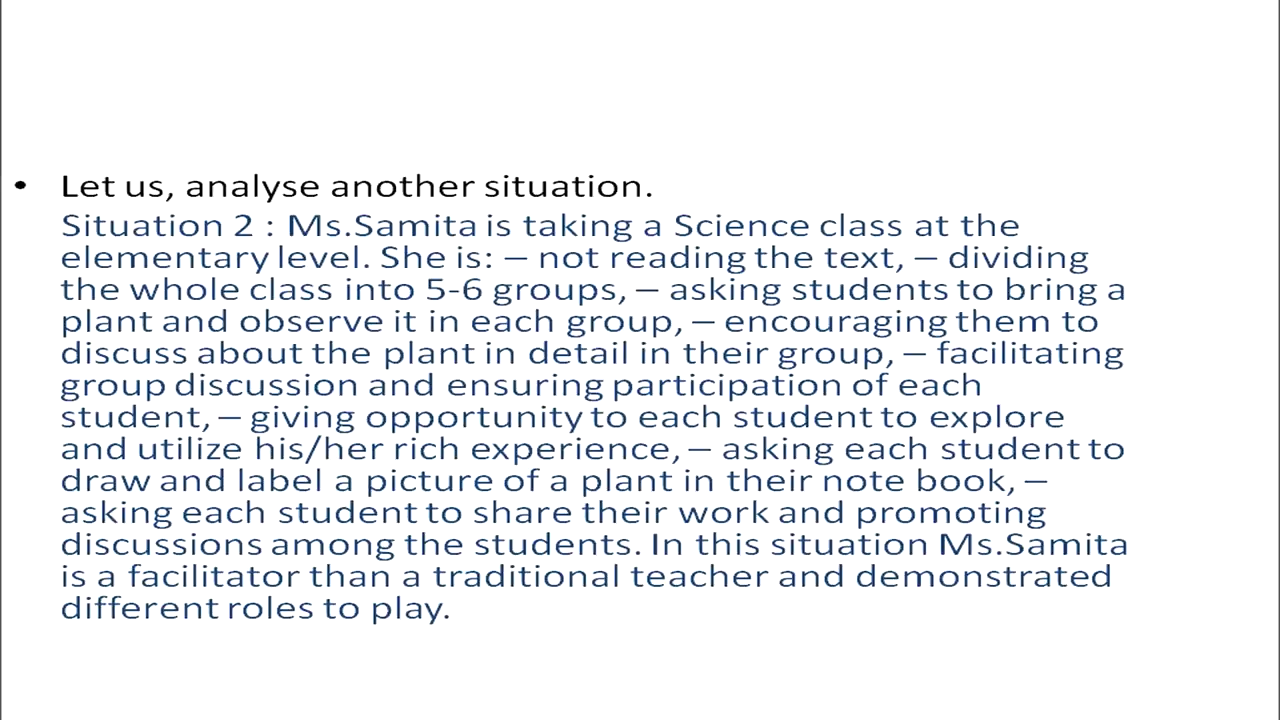 • Let us, analyse another situation.
Situation 2 : Ms.Samita is taking a Science class at the
elementary level. She is: – not reading the text, – dividing
the whole class into 5-6 groups, – asking students to bring a
plant and observe it in each group, – encouraging them to
discuss about the plant in detail in their group, – facilitating
group discussion and ensuring participation of each
student, – giving opportunity to each student to explore
and utilize his/her rich experience, – asking each student to
draw and label a picture of a plant in their note book, –
asking each student to share their work and promoting
discussions among the students. In this situation Ms.Samita
is a facilitator than a traditional teacher and demonstrated
different roles to play.